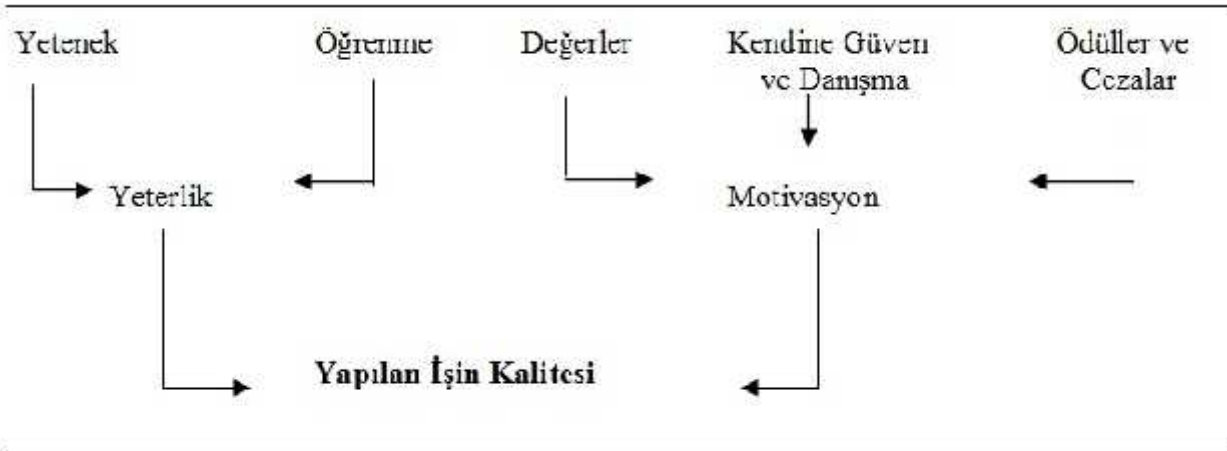 Yetenek
Öğrenme
Değerler
Kendine Güven
ve Danışma
Ödüller ve
Cezalar
Yeterlik
Motivasyon
Yapılan İşin Kalitesi